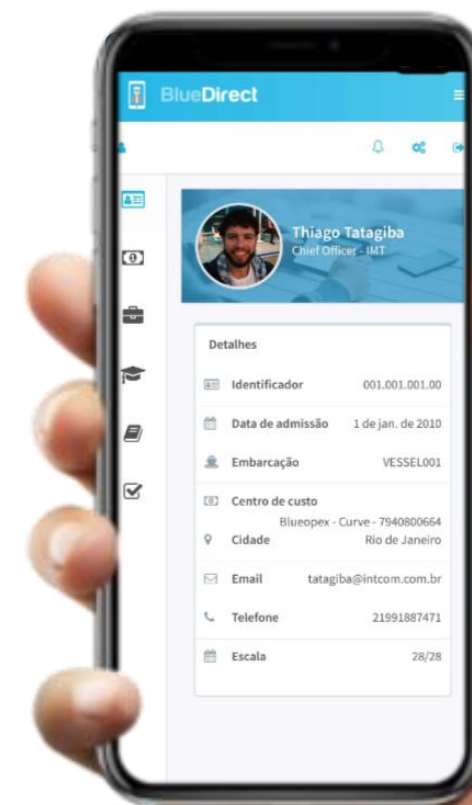 BlueDirect
Thiago Tatagiba
Chief Officer - IMT
Detalhes
Identificador 001.001.001.00
Data de admissão 1 de jan. de 2010
Embarcação VESSEL001
Centro de custo
Blueopex - Curve - 7940800664
Cidade Rio de Janeiro
Email tatagiba@intcom.com.br
Telefone 21991887471
Escala 28/28